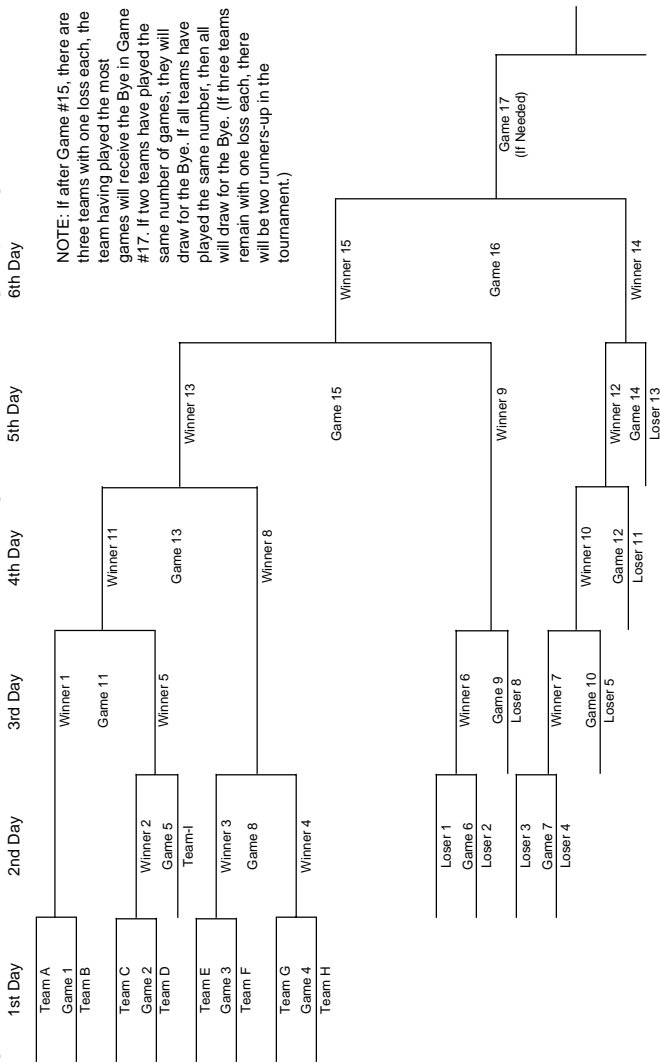 1st Day
2nd Day
3rd Day
4th Day
5th Day
6th Day
NOTE: If after Game #15, there are
three teams with one loss each, the
team having played the most
games will receive the Bye in Game
#17. If two teams have played the
same number of games, they will
draw for the Bye. If all teams have
played the same number, then all
will draw for the Bye. (If three teams
remain with one loss each, there
will be two runners-up in the
tournament.)
Team A
Game 1
Team B
Team C
Game 2
Team D
Team E
Game 3
Team F
Team G
Game 4
Team H
Winner 2
Game 5
Team-I
Winner 3
Game 8
Winner 4
Loser 1
Game 6
Loser 2
Loser 3
Game 7
Loser 4
Winner 1
Game 11
Winner 5
Winner 6
Game 9
Loser 8
Winner 7
Game 10
Loser 5
Winner 11
Game 13
Winner 8
Winner 10
Game 12
Loser 11
Winner 13
Game 15
Winner 9
Winner 12
Game 14
Loser 13
Winner 15
Game 16
Winner 14
Game 17
(If Needed)